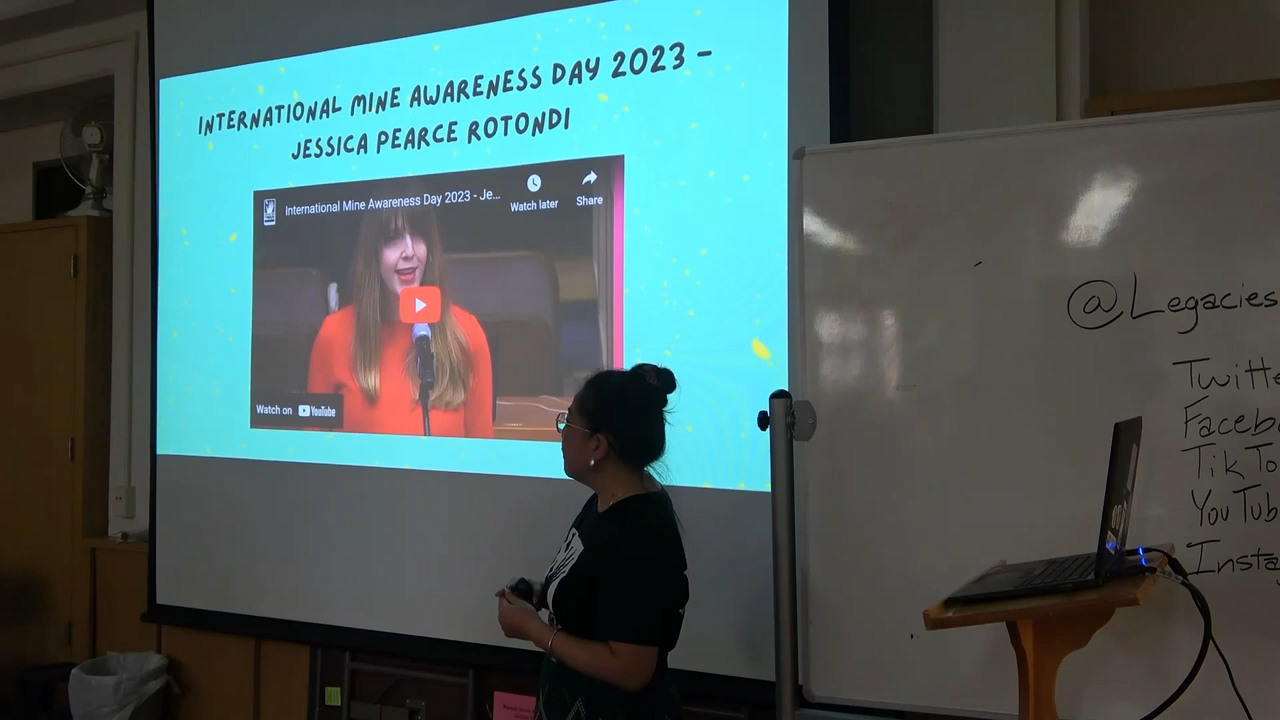 INTERNATIONAL MINE AWARENESS DAY 2023 -
JESSICA PEARCE ROTONDI
International Mine Awareness Day 2023 - Je...
Watch later
Share
Watch on YouTube
@Legacies
Twitte
Faceb
TikTo
YouTub
Insta